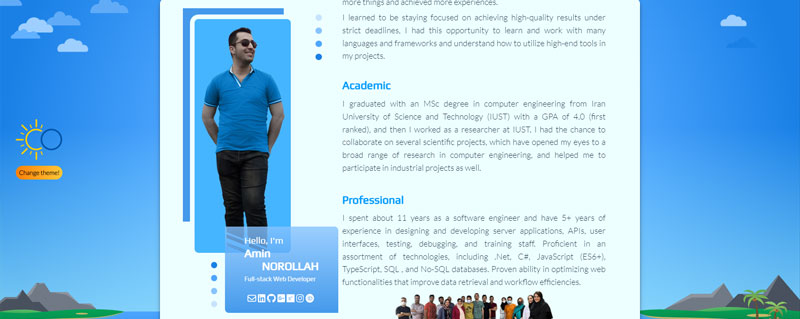 more things and achieved more experiences.
I learned to be staying focused on achieving high-quality results under
strict deadlines. I had this opportunity to learn and work with many
languages and frameworks and understand how to utilize high-end tools in
my projects.
Academic
I graduated with an MSc degree in computer engineering from Iran
University of Science and Technology (IUST) with a GPA of 4.0 (first
ranked), and then I worked as a researcher at IUST. I had the chance to
collaborate on several scientific projects, which have opened my eyes to a
broad range of research in computer engineering, and helped me to
participate in industrial projects as well.
Professional
I spent about 11 years as a software engineer and have 5+ years of
experience in designing and developing server applications, APIs, user
interfaces, testing, debugging, and training staff. Proficient in an
assortment of technologies, including .Net, C#, JavaScript (ES6+),
TypeScript, SQL , and No-SQL databases. Proven ability in optimizing web
functionalities that improve data retrieval and workflow efficiencies.
Change theme!
Hello, I'm
Amin
NOROLLAH
Full-stack Web Developer